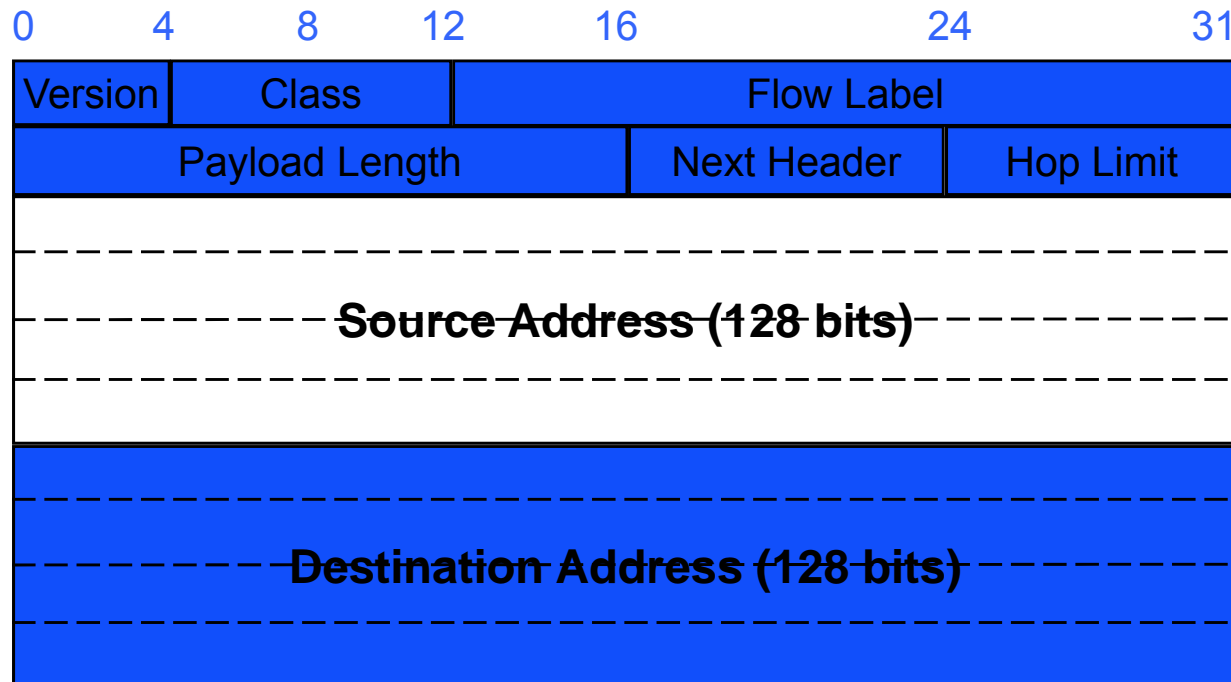 0 4 8 12 16 24 31
Version Class Flow Label
Payload Length Next Header Hop Limit
Source Address (128 bits)
Destination Address (128 bits)